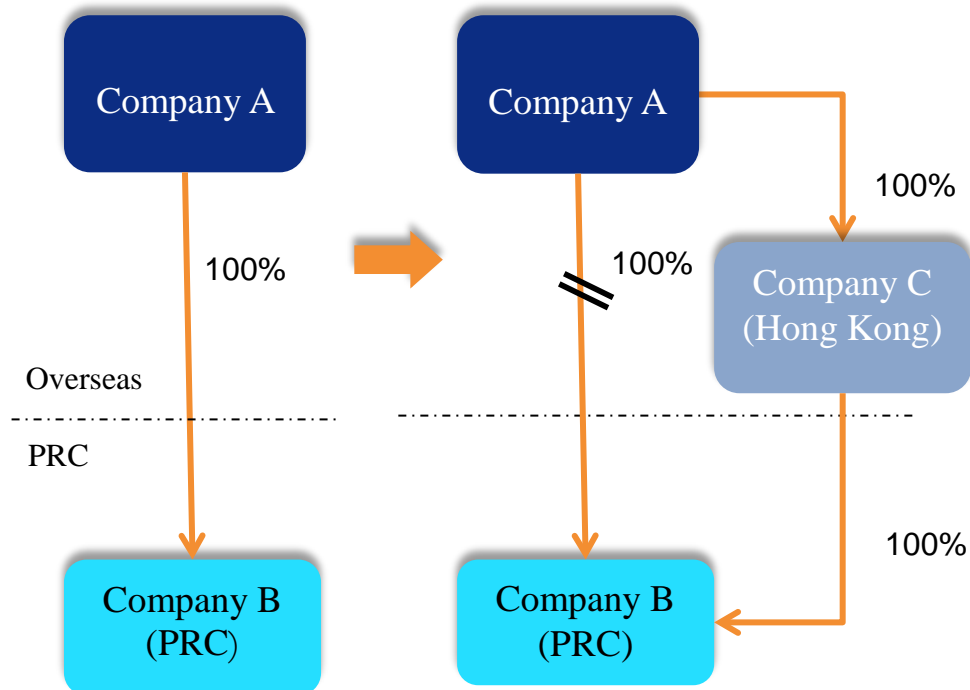 Company A
100%
Overseas
PRC
Company B
(PRC)
Company A
100%
100%
Company C
(Hong Kong)
100%
Company B
(PRC)